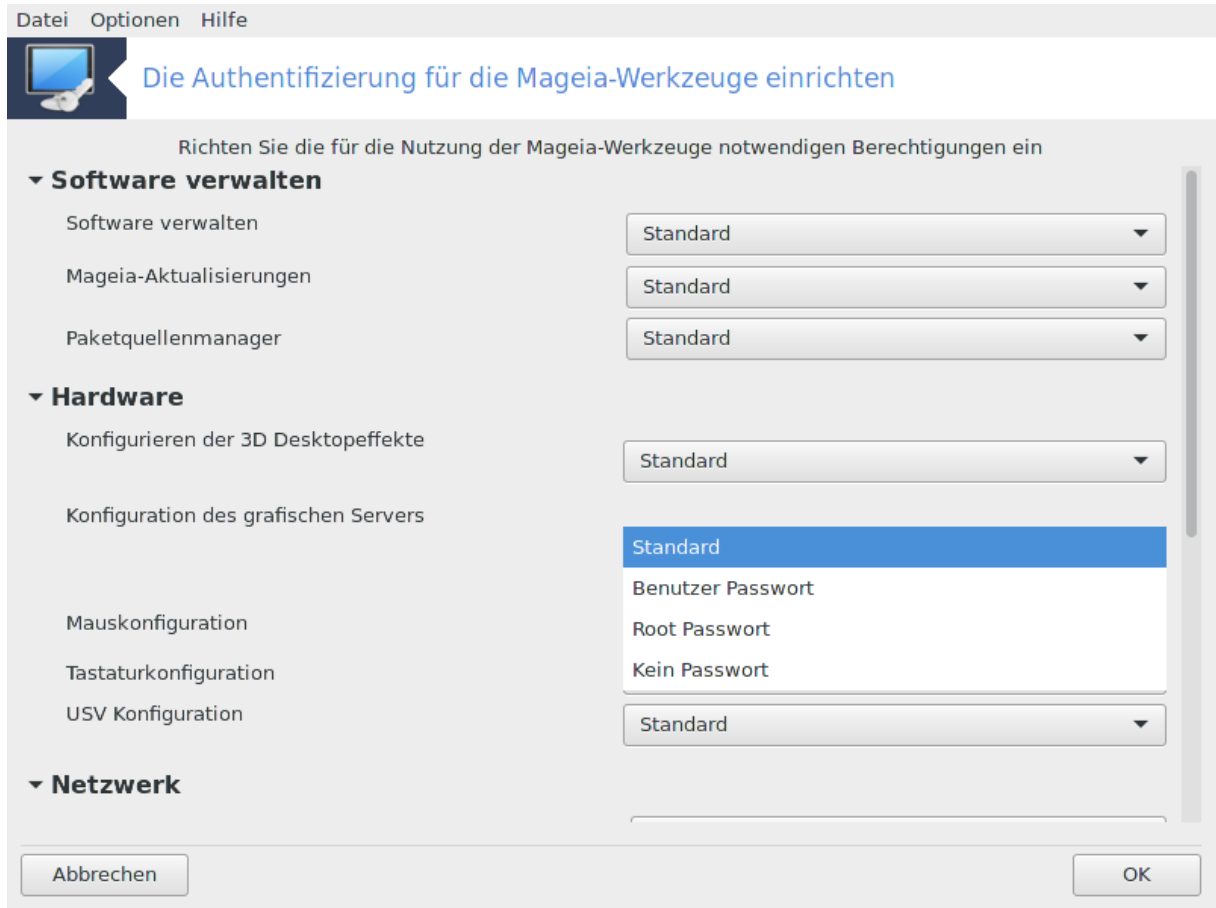 Datei Optionen Hilfe
Die Authentifizierung für die Mageia-Werkzeuge einrichten
Richten Sie die für die Nutzung der Mageia-Werkzeuge notwendigen Berechtigungen ein
Software verwalten
Software verwalten Standard
Mageia-Aktualisierungen Standard
Paketquellenmanager Standard
Hardware
Konfigurieren der 3D Desktopeffekte Standard
Konfiguration des grafischen Servers
Standard
Benutzer Passwort
Mauskonfiguration Root Passwort
Tastaturkonfiguration Kein Passwort
USV Konfiguration Standard
Netzwerk
Abbrechen OK